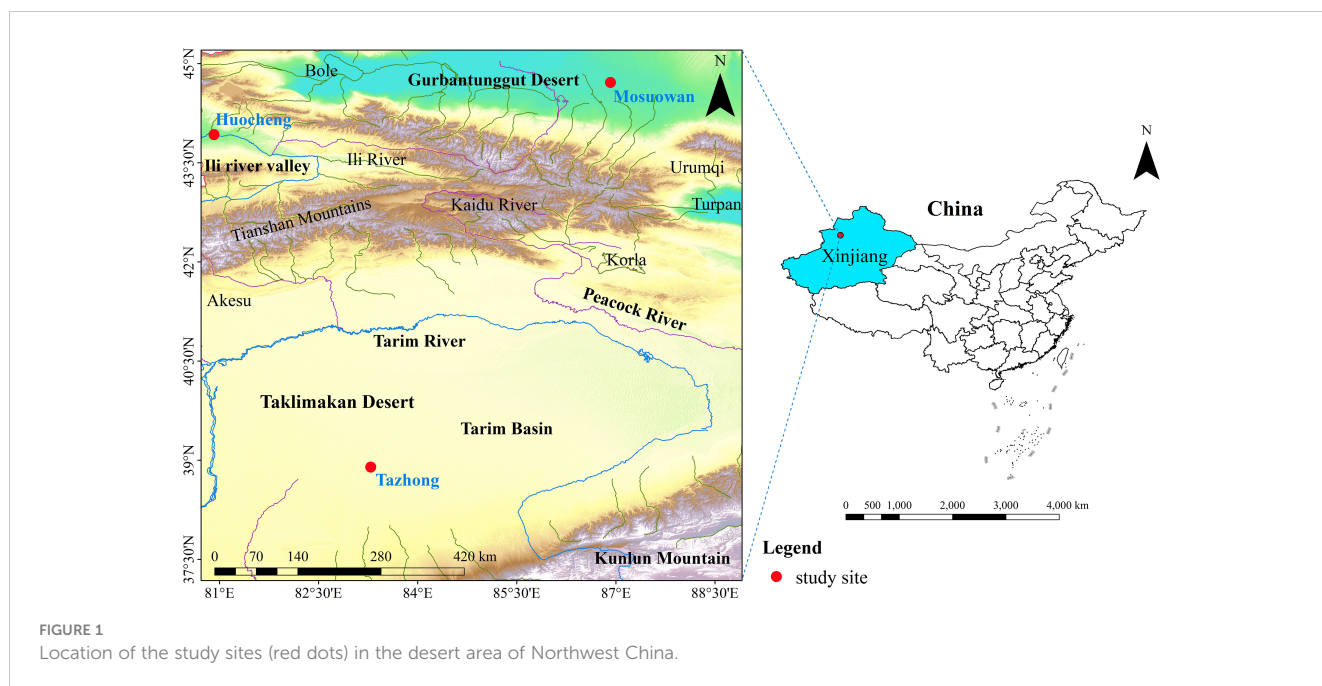 45°N
43°30'N
42°N
40°30'N
39°N
37°30'N
Bole
Gurbantunggut Desert
N
Mosuowan
Huocheng
Ili river valley
Ili River
Urumqi
Turpan
Tianshan Mountains
Kaidu River
Korla
Akesu
Peacock River
Tarim River
Taklimakan Desert
Tarim Basin
Tazhong
0 70 140 280 420 km
Kunlun Mountain
81°E 82°30'E 84°E 85°30'E 87°E 88°30'E
N
China
Xinjiang
0 500 1,000 2,000 3,000 4,000 km
Legend
study site
FIGURE 1
Location of the study sites (red dots) in the desert area of Northwest China.